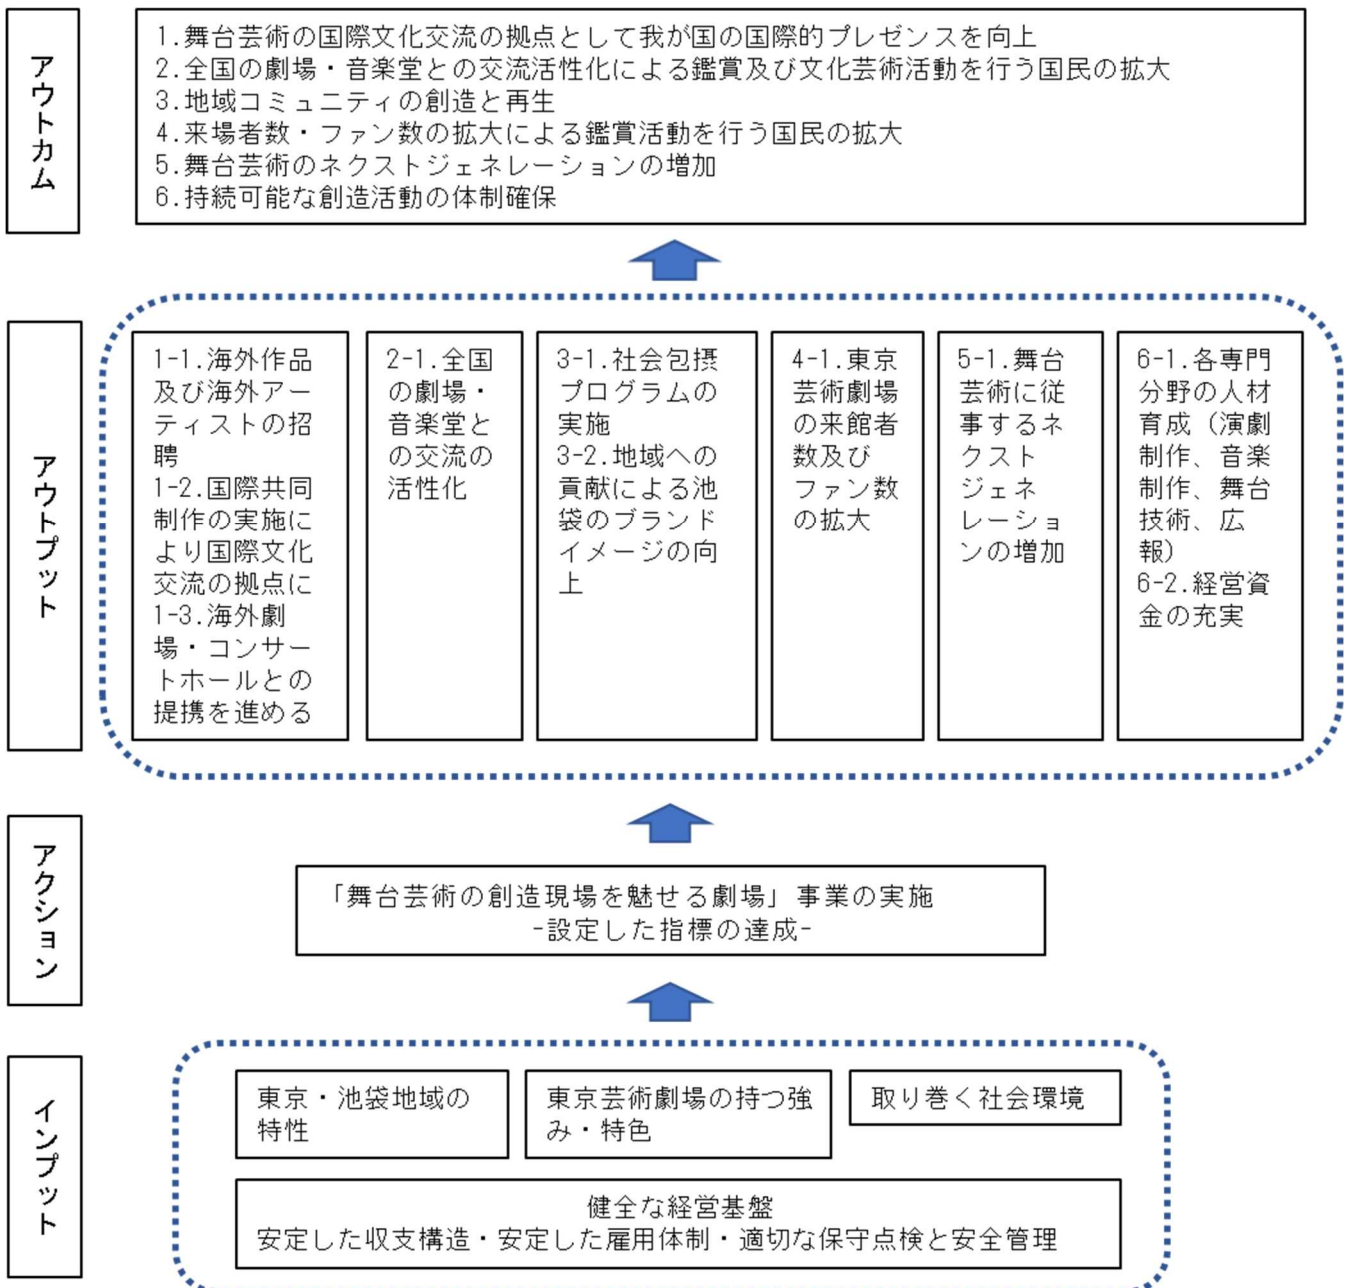 アウトカム
1.舞台芸術の国際文化交流の拠点として我が国の国際的プレゼンスを向上
2.全国の劇場・音楽堂との交流活性化による鑑賞及び文化芸術活動を行う国民の拡大
3.地域コミュニティの創造と再生
4.来場者数・ファン数の拡大による鑑賞活動を行う国民の拡大
5.舞台芸術のネクストジェネレーションの増加
6.持続可能な創造活動の体制確保
アウトプット
1-1.海外作品
及び海外アー
ティストの招
聘
1-2.国際共同
制作の実施に
より国際文化
交流の拠点に
1-3.海外劇
場・コンサー
トホールとの
提携を進める
2-1.全国
の劇場・
音楽堂と
の交流の
活性化
3-1.社会包摂
プログラムの
実施
3-2.地域への
貢献による池
袋のブランド
イメージの向
上
4-1.東京
芸術劇場
の来館者
数及び
ファン数
の拡大
5-1.舞台
芸術に従
事するネ
クスト
ジェネ
レーショ
ンの増加
6-1.各専門
分野の人材
育成（演劇
制作、音楽
制作、舞台
技術、広
報）
6-2.経営資
金の充実
アクション
「舞台芸術の創造現場を魅せる劇場」事業の実施
-設定した指標の達成-
インプット
東京・池袋地域の
特性
東京芸術劇場の持つ強
み・特色
取り巻く社会環境
健全な経営基盤
安定した収支構造・安定した雇用体制・適切な保守点検と安全管理